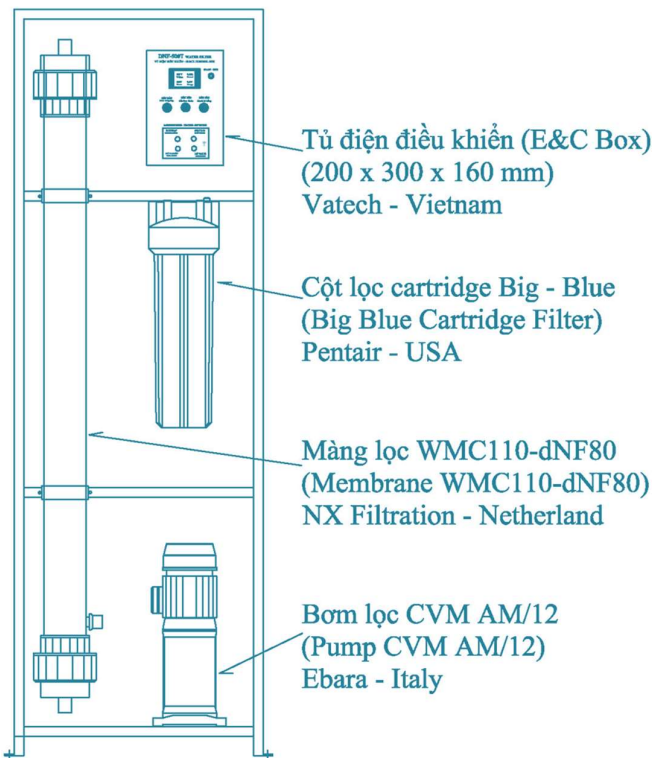 WATER FILTER
Tủ điện điều khiển (E&C Box)
(200 x 300 x 160 mm)
Vatech - Vietnam
Cột lọc cartridge Big - Blue
(Big Blue Cartridge Filter)
Pentair - USA
Màng lọc WMC110-dNF80
(Membrane WMC110-dNF80)
NX Filtration - Netherland
Bơm lọc CVM AM/12
(Pump CVM AM/12)
Ebara - Italy